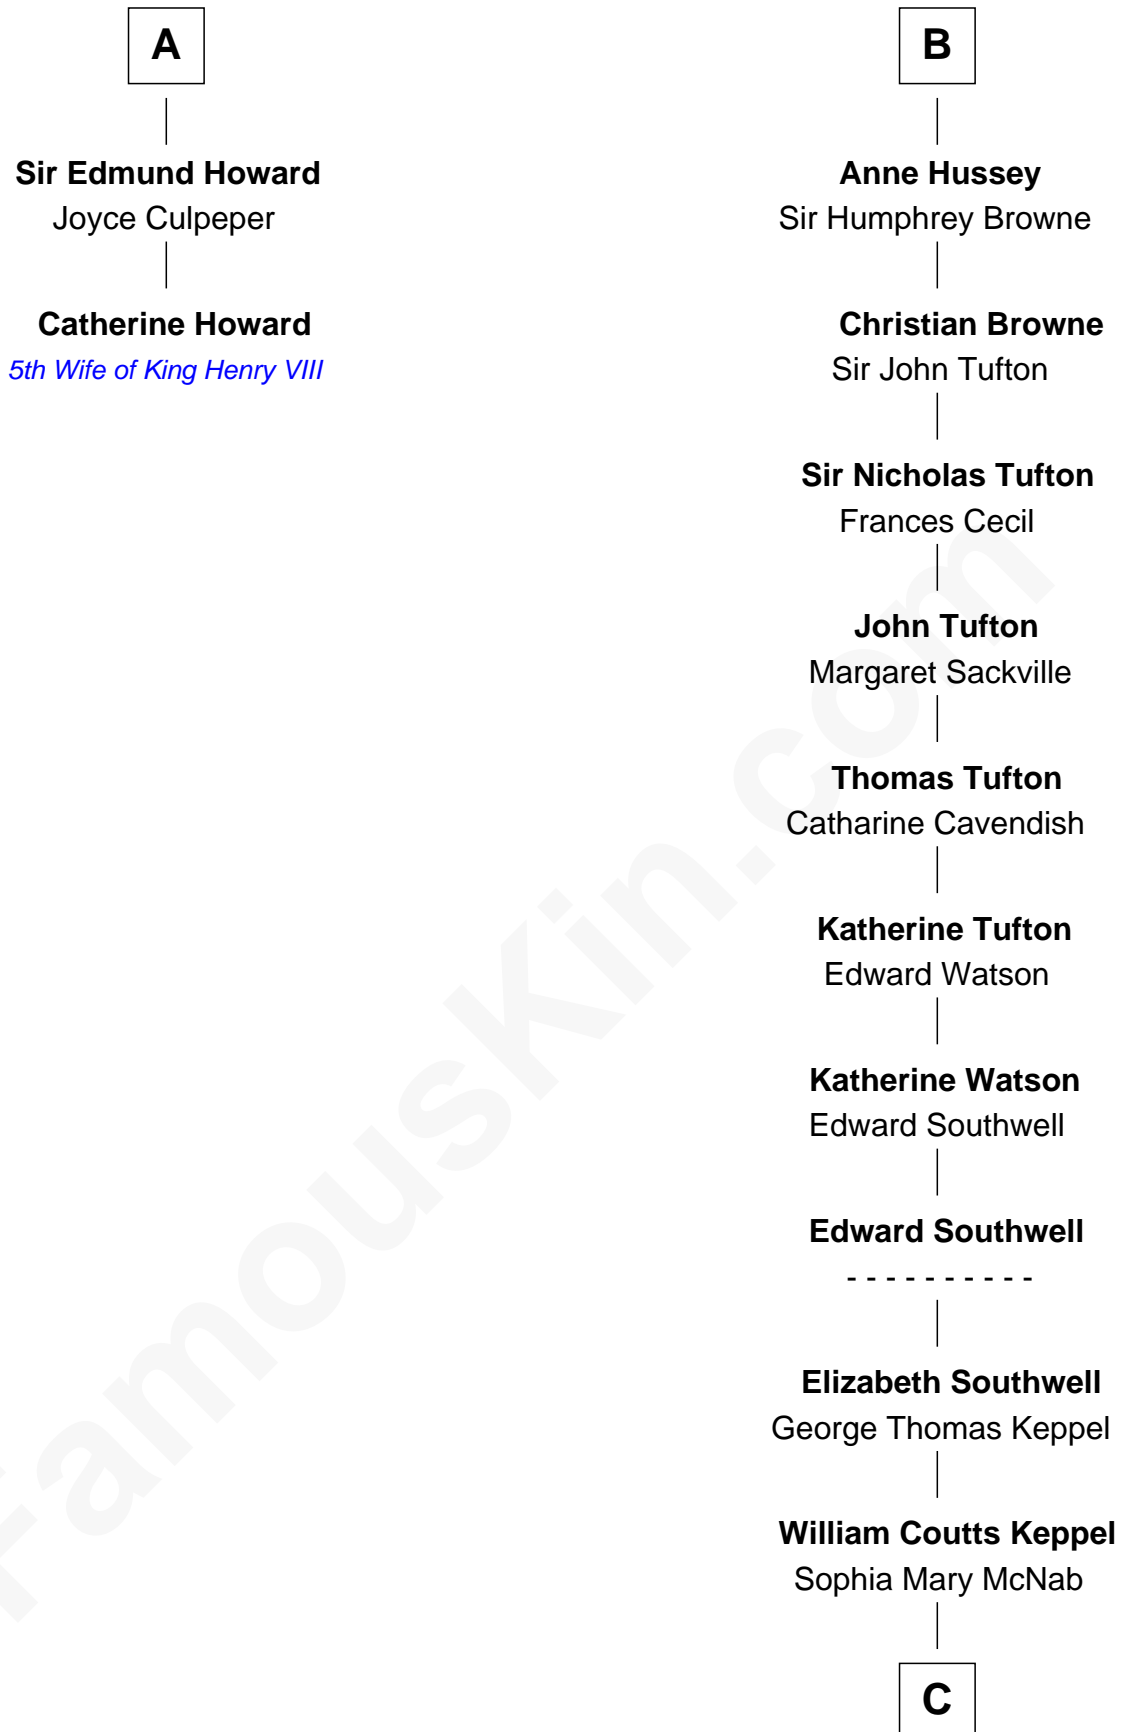 A
Sir Edmund Howard
Joyce Culpeper
Catherine Howard
5th Wife of King Henry VIII
B
Anne Hussey
Sir Humphrey Browne
Christian Browne
Sir John Tufton
Sir Nicholas Tufton
Frances Cecil
John Tufton
Margaret Sackville
Thomas Tufton
Catharine Cavendish
Katherine Tufton
Edward Watson
Katherine Watson
Edward Southwell
Edward Southwell
- - - - - - - - - -
Elizabeth Southwell
George Thomas Keppel
William Coutts Keppel
Sophia Mary McNab
C
FamousKin.com